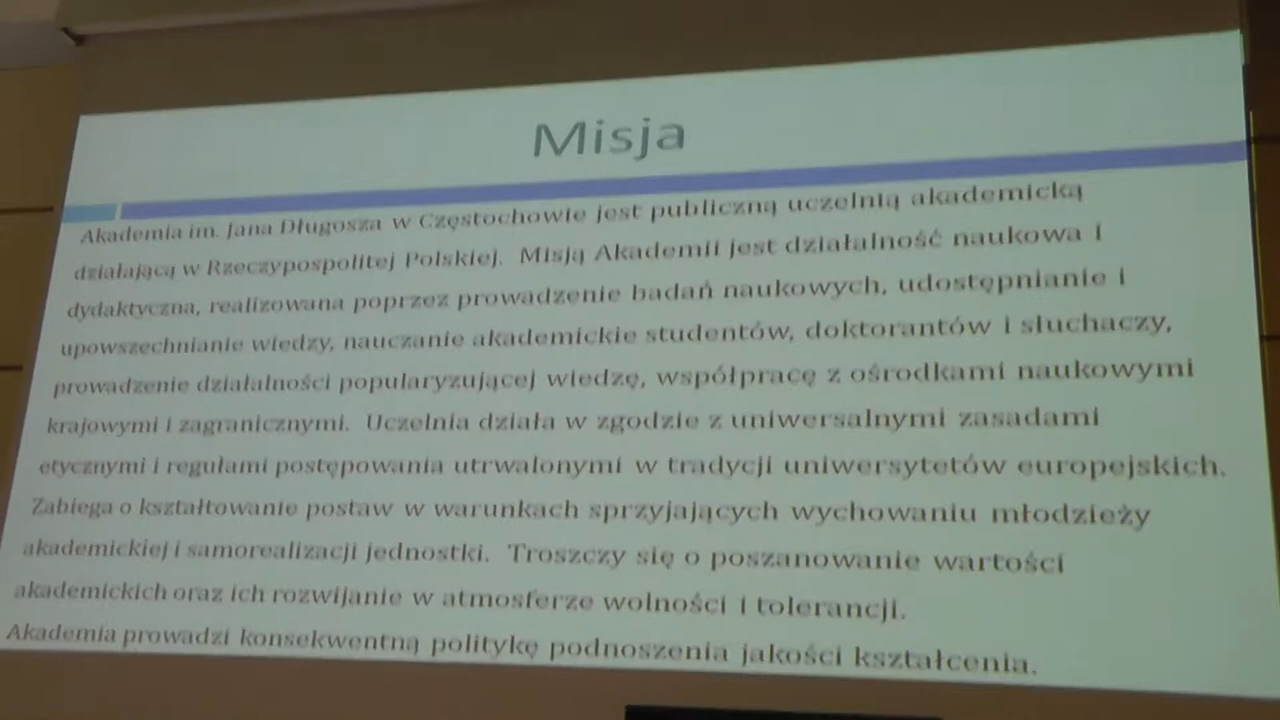 Misja
Akademia im. Jana Długosza w Częstochowie jest publiczną uczelnią akademicką
działającą w Rzeczypospolitej Polskiej. Misją Akademii jest działalność naukowa i
dydaktyczna, realizowana poprzez prowadzenie badań naukowych, udostępnianie i
upowszechnianie wiedzy, nauczanie akademickie studentów, doktorantów i słuchaczy,
prowadzenie działalności popularyzującej wiedzę, współpracę z ośrodkami naukowymi
krajowymi i zagranicznymi. Uczelnia działa w zgodzie z uniwersalnymi zasadami
etycznymi i regułami postępowania utrwalonymi w tradycji uniwersytetów europejskich.
Zabiega o kształtowanie postaw w warunkach sprzyjających wychowaniu młodzieży
akademickiej i samorealizacji jednostki. Troszczy się o poszanowanie wartości
akademickich oraz ich rozwijanie w atmosferze wolności i tolerancji.
Akademia prowadzi konsekwentną politykę podnoszenia jakości kształcenia.